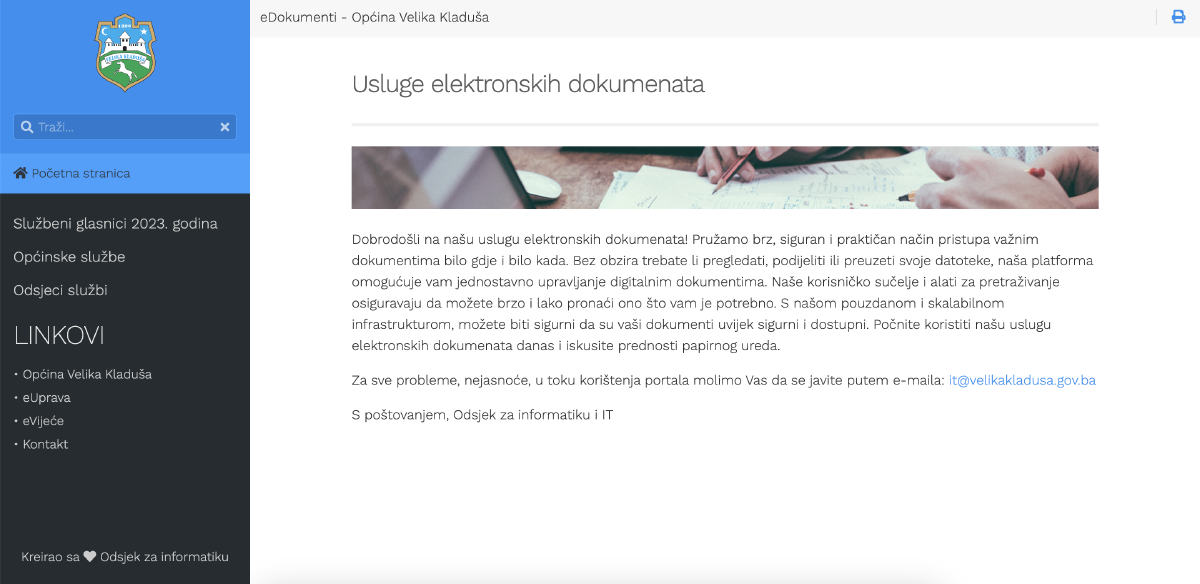 VELIKA KLADUŠA
Traži...
Početna stranica
Službeni glasnici 2023. godina
Općinske službe
Odsjeci službi
LINKOVI
• Općina Velika Kladuša
• eUprava
• eVijeće
• Kontakt
Kreirao sa Odsjek za informatiku
eDokumenti - Općina Velika Kladuša
Usluge elektronskih dokumenata
Dobrodošli na našu uslugu elektronskih dokumenata! Pružamo brz, siguran i praktičan način pristupa važnim
dokumentima bilo gdje i bilo kada. Bez obzira trebate li pregledati, podijeliti ili preuzeti svoje datoteke, naša platforma
omogućuje vam jednostavno upravljanje digitalnim dokumentima. Naše korisničko sučelje i alati za pretraživanje
osiguravaju da možete brzo i lako pronaći ono što vam je potrebno. S našom pouzdanom i skalabilnom
infrastrukturom, možete biti sigurni da su vaši dokumenti uvijek sigurni i dostupni. Počnite koristiti našu uslugu
elektronskih dokumenata danas i iskusite prednosti papirnog ureda.
Za sve probleme, nejasnoće, u toku korištenja portala molimo Vas da se javite putem e-maila: it@velikakladusa.gov.ba
S poštovanjem, Odsjek za informatiku i IT